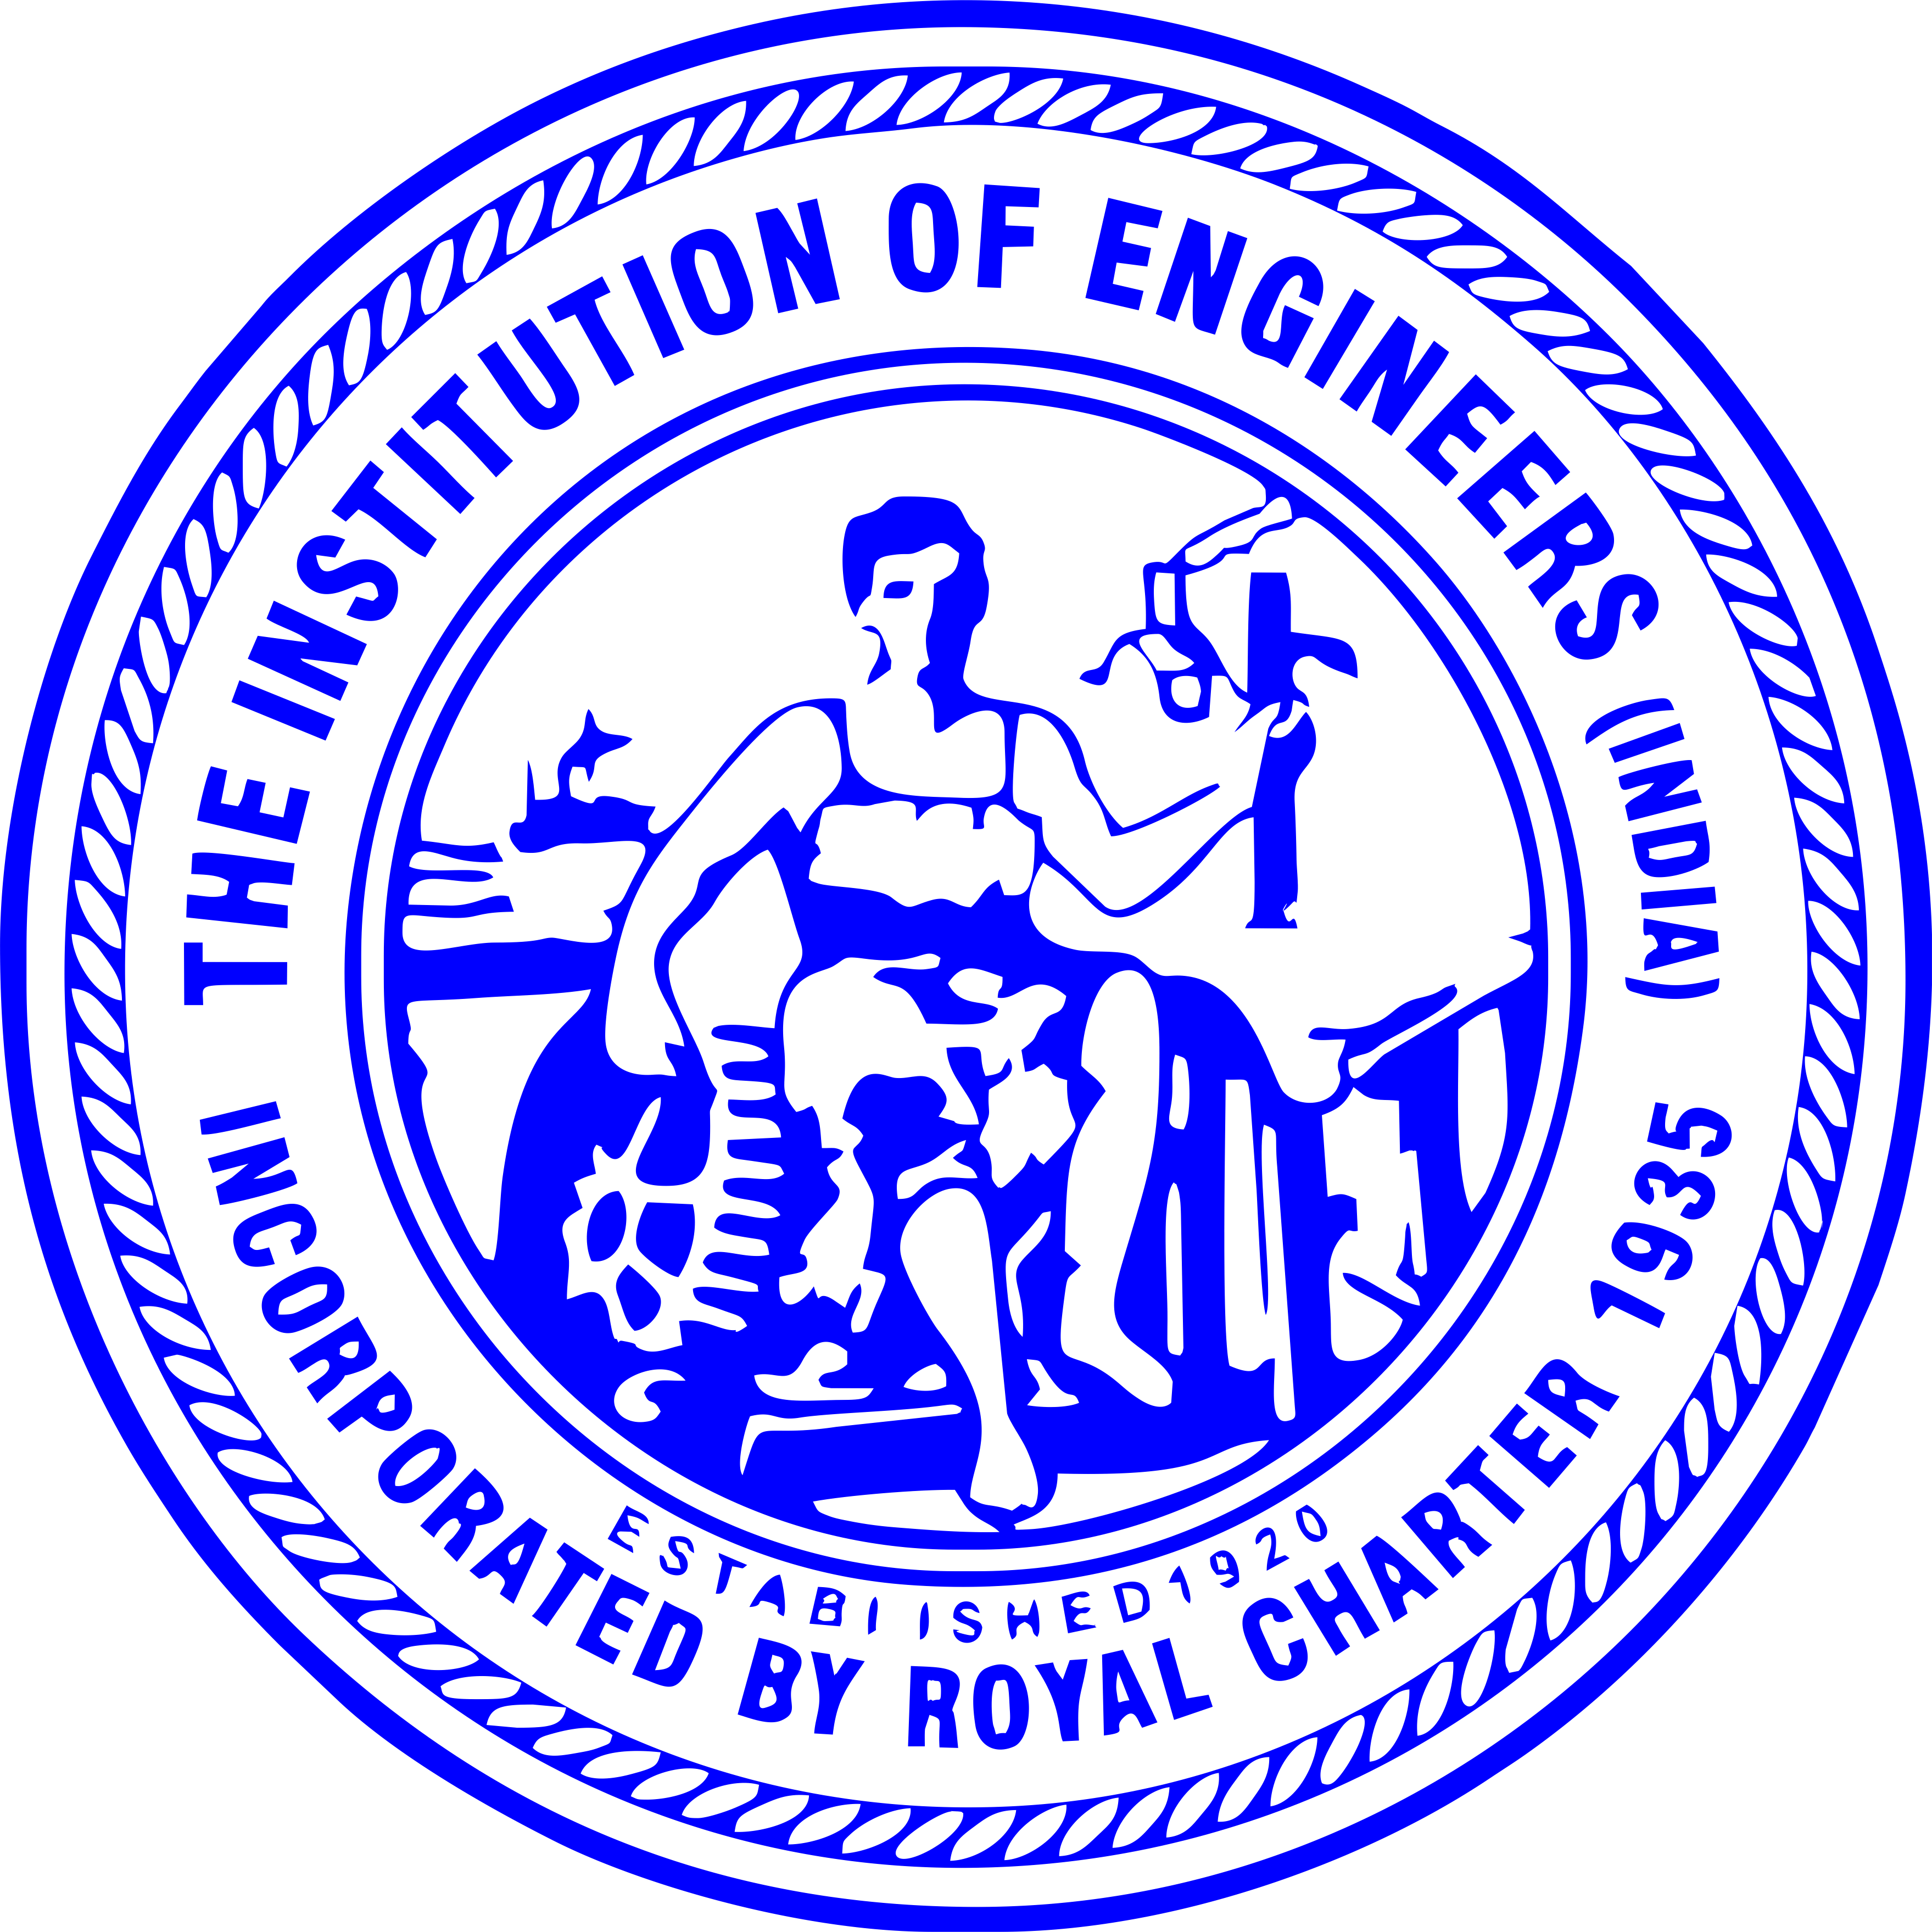 THE INSTITUTION OF ENGINEERS (INDIA)
ESTABLISHED 1920
INCORPORATED BY ROYAL CHARTER 1935